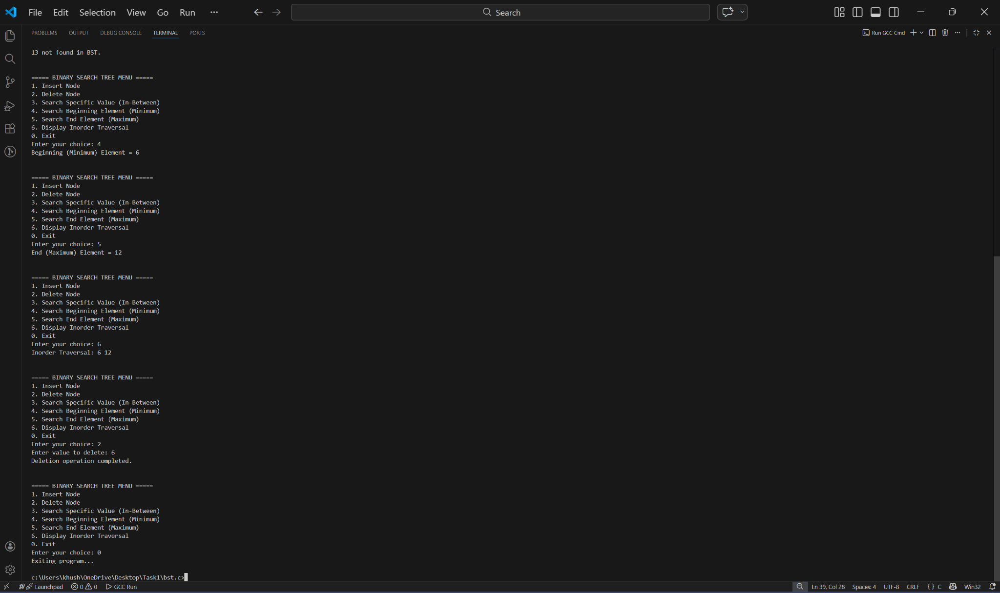 File Edit Selection View Go Run ··· Search
PROBLEMS OUTPUT DEBUG CONSOLE TERMINAL PORTS Run GCC Cmd
13 not found in BST.
===== BINARY SEARCH TREE MENU =====
1. Insert Node
2. Delete Node
3. Search Specific Value (In-Between)
4. Search Beginning Element (Minimum)
5. Search End Element (Maximum)
6. Display Inorder Traversal
0. Exit
Enter your choice: 4
Beginning (Minimum) Element = 6
===== BINARY SEARCH TREE MENU =====
1. Insert Node
2. Delete Node
3. Search Specific Value (In-Between)
4. Search Beginning Element (Minimum)
5. Search End Element (Maximum)
6. Display Inorder Traversal
0. Exit
Enter your choice: 5
End (Maximum) Element = 12
===== BINARY SEARCH TREE MENU =====
1. Insert Node
2. Delete Node
3. Search Specific Value (In-Between)
4. Search Beginning Element (Minimum)
5. Search End Element (Maximum)
6. Display Inorder Traversal
0. Exit
Enter your choice: 6
Inorder Traversal: 6 12
===== BINARY SEARCH TREE MENU =====
1. Insert Node
2. Delete Node
3. Search Specific Value (In-Between)
4. Search Beginning Element (Minimum)
5. Search End Element (Maximum)
6. Display Inorder Traversal
0. Exit
Enter your choice: 2
Enter value to delete: 6
Deletion operation completed.
===== BINARY SEARCH TREE MENU =====
1. Insert Node
2. Delete Node
3. Search Specific Value (In-Between)
4. Search Beginning Element (Minimum)
5. Search End Element (Maximum)
6. Display Inorder Traversal
0. Exit
Enter your choice: 0
Exiting program...
c:\Users\khush\OneDrive\Desktop\Task1\bst.c>
Launchpad 0 0 GCC Run Ln 39, Col 28 Spaces: 4 UTF-8 CRLF { } C Win32